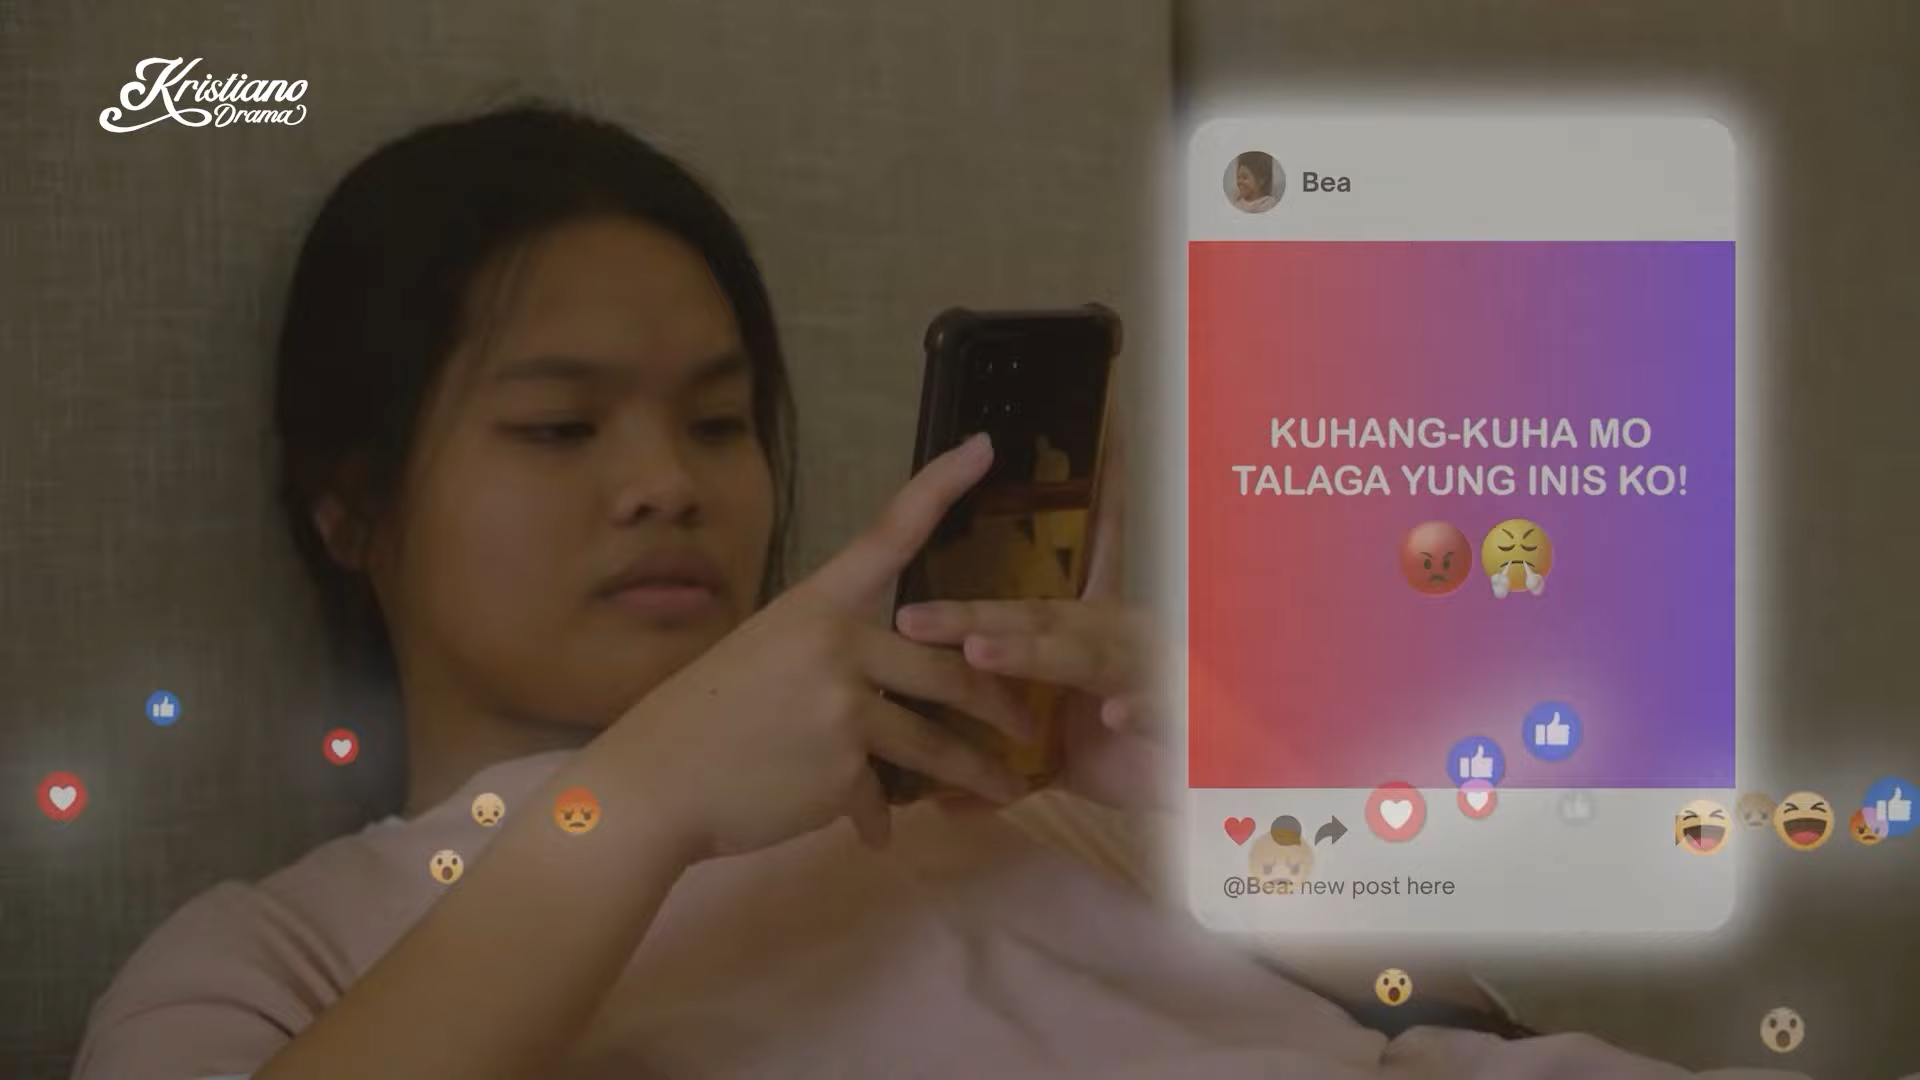 Kristiano
Drama
Bea
KUHANG-KUHA MO
TALAGA YUNG INIS KO!
@Bea: new post here